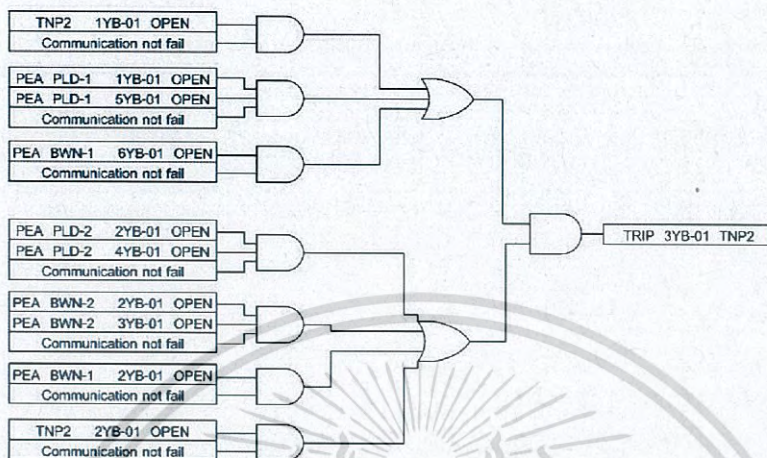 TNP2 1YB-01 OPEN
Communication not fail
PEA PLD-1 1YB-01 OPEN
PEA PLD-1 5YB-01 OPEN
Communication not fail
PEA BWN-1 6YB-01 OPEN
Communication not fail
PEA PLD-2 2YB-01 OPEN
PEA PLD-2 4YB-01 OPEN
Communication not fail
PEA BWN-2 2YB-01 OPEN
PEA BWN-2 3YB-01 OPEN
Communication not fail
PEA BWN-1 2YB-01 OPEN
Communication not fail
TNP2 2YB-01 OPEN
Communication not fail
TRIP 3YB-01 TNP2